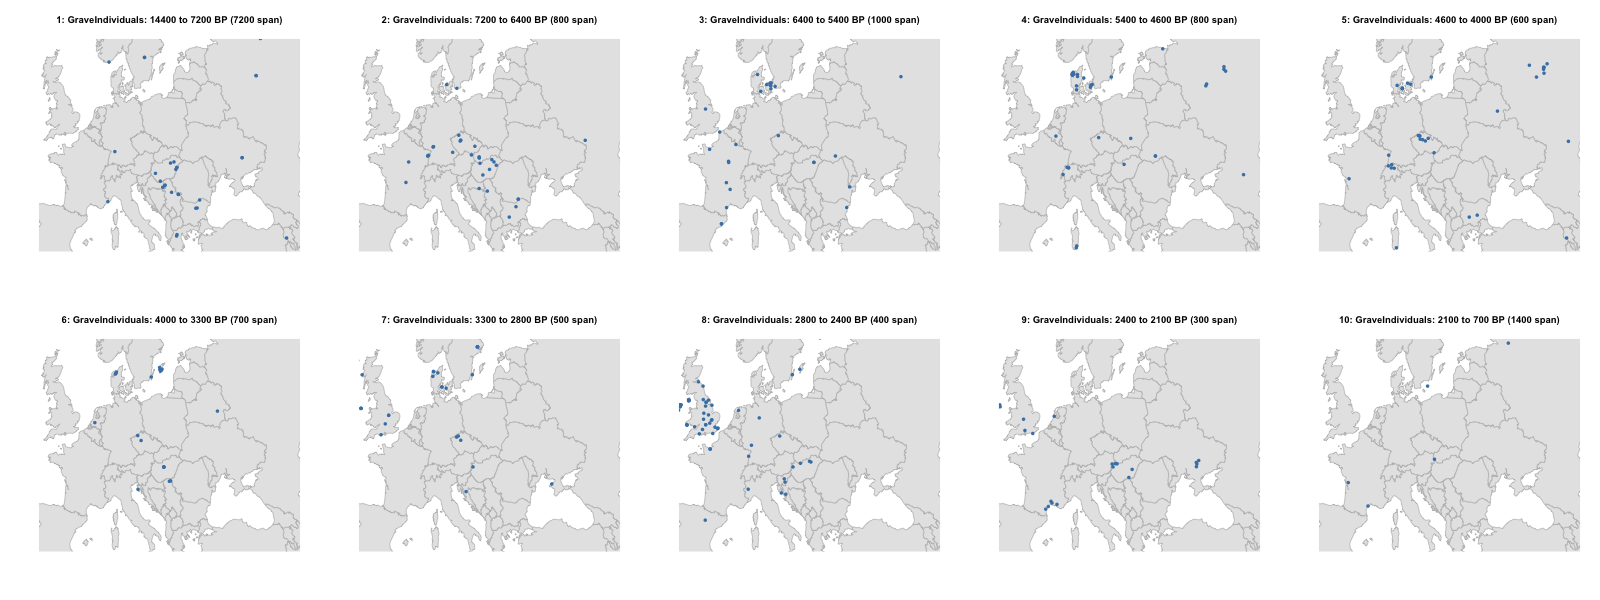 1: GraveIndividuals: 14400 to 7200 BP (7200 span)
2: GraveIndividuals: 7200 to 6400 BP (800 span)
3: GraveIndividuals: 6400 to 5400 BP (1000 span)
4: GraveIndividuals: 5400 to 4600 BP (800 span)
5: GraveIndividuals: 4600 to 4000 BP (600 span)
6: GraveIndividuals: 4000 to 3300 BP (700 span)
7: GraveIndividuals: 3300 to 2800 BP (500 span)
8: GraveIndividuals: 2800 to 2400 BP (400 span)
9: GraveIndividuals: 2400 to 2100 BP (300 span)
10: GraveIndividuals: 2100 to 700 BP (1400 span)